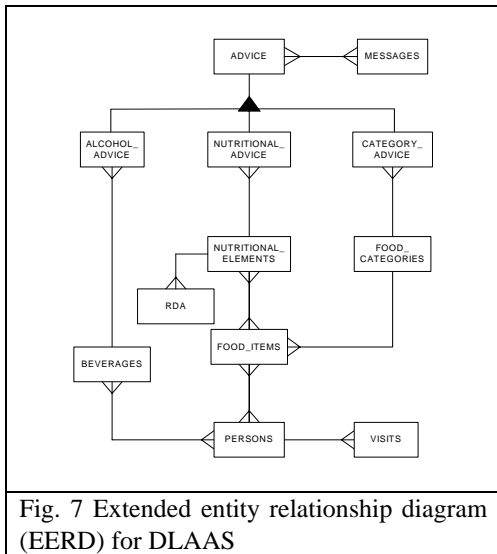 ADVICE
MESSAGES
ALCOHOL_
ADVICE
NUTRITIONAL_
ADVICE
CATEGORY_
ADVICE
NUTRITIONAL_
ELEMENTS
FOOD_
CATEGORIES
RDA
FOOD_ITEMS
BEVERAGES
PERSONS
VISITS
Fig. 7 Extended entity relationship diagram
(EERD) for DLAAS